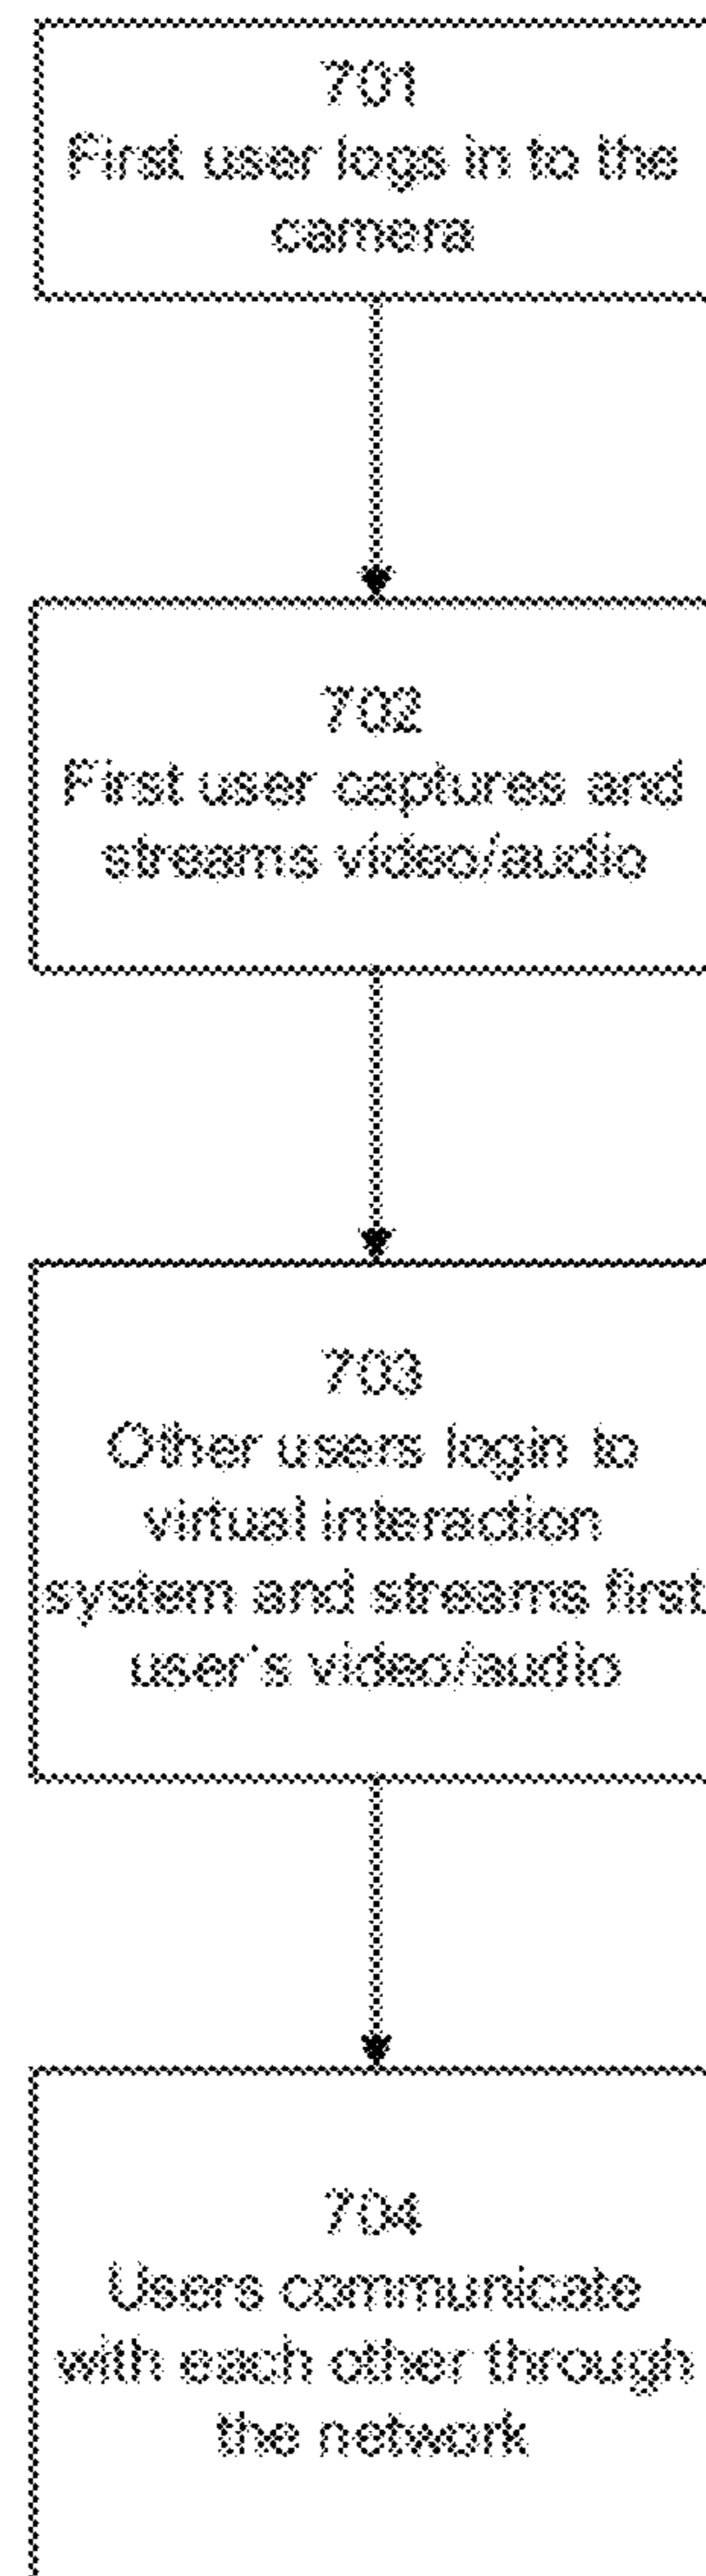 701
First user logs in to the
camera
702
First user captures and
streams video/audio
703
Other users login to
virtual interaction
system and streams first
user's video/audio
704
Users communicate
with each other through
the network